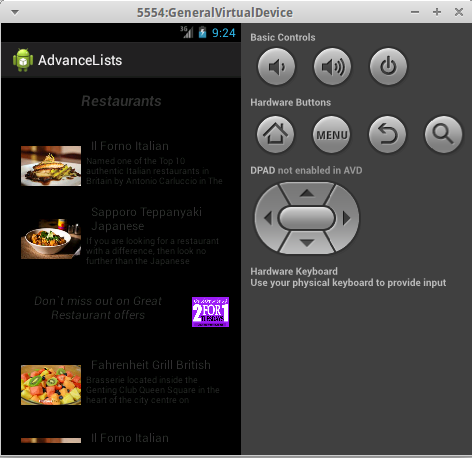 5554:GeneralVirtualDevice
3G 9:24
AdvanceLists
Restaurants
Il Forno Italian
Named one of the Top 10
authentic Italian restaurants in
Britain by Antonio Carluccio in The
Sapporo Teppanyaki
Japanese
If you are looking for a restaurant
with a difference, then look no
further than the Japanese
Don`t miss out on Great
Restaurant offers
2 FOR 1
Fahrenheit Grill British
Brasserie located inside the
Genting Club Queen Square in the
heart of the city centre on
Il Forno Italian
Basic Controls
Hardware Buttons
MENU
DPAD not enabled in AVD
Hardware Keyboard
Use your physical keyboard to provide input